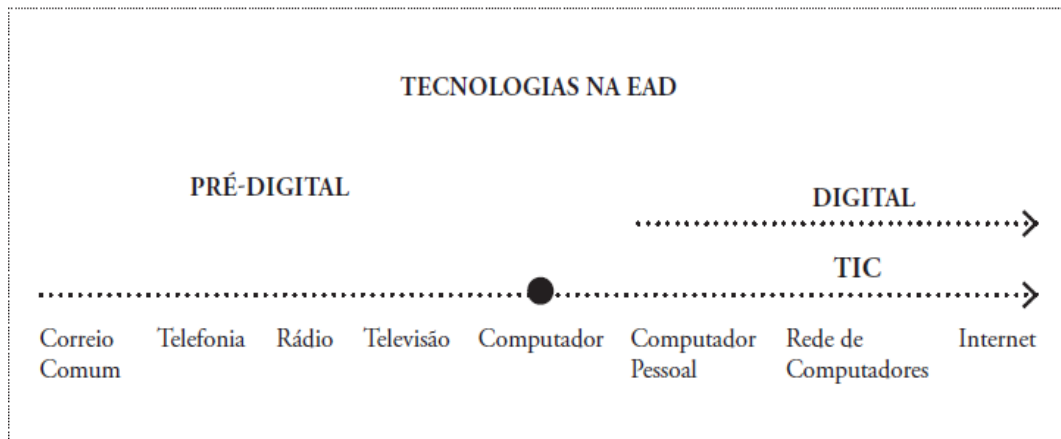 TECNOLOGIAS NA EAD
PRÉ-DIGITAL
DIGITAL
TIC
Correio Comum
Telefonia
Rádio
Televisão
Computador
Computador Pessoal
Rede de Computadores
Internet